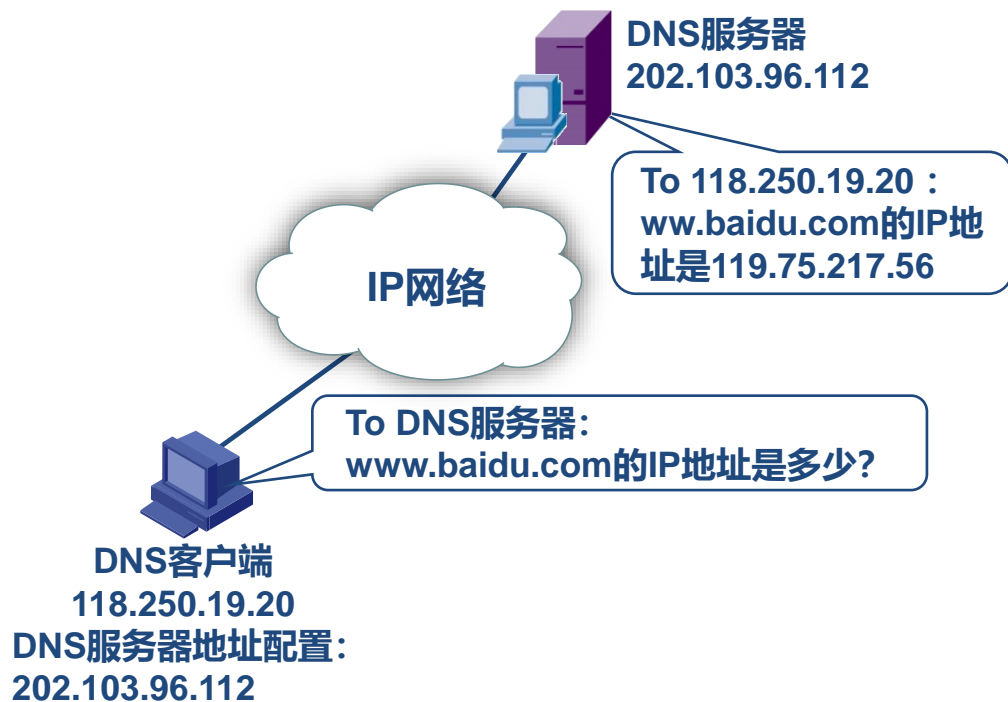 DNS服务器
202.103.96.112
To 118.250.19.20：
ww.baidu.com的IP地
址是119.75.217.56
IP网络
To DNS服务器：
www.baidu.com的IP地址是多少？
DNS客户端
118.250.19.20
DNS服务器地址配置：
202.103.96.112